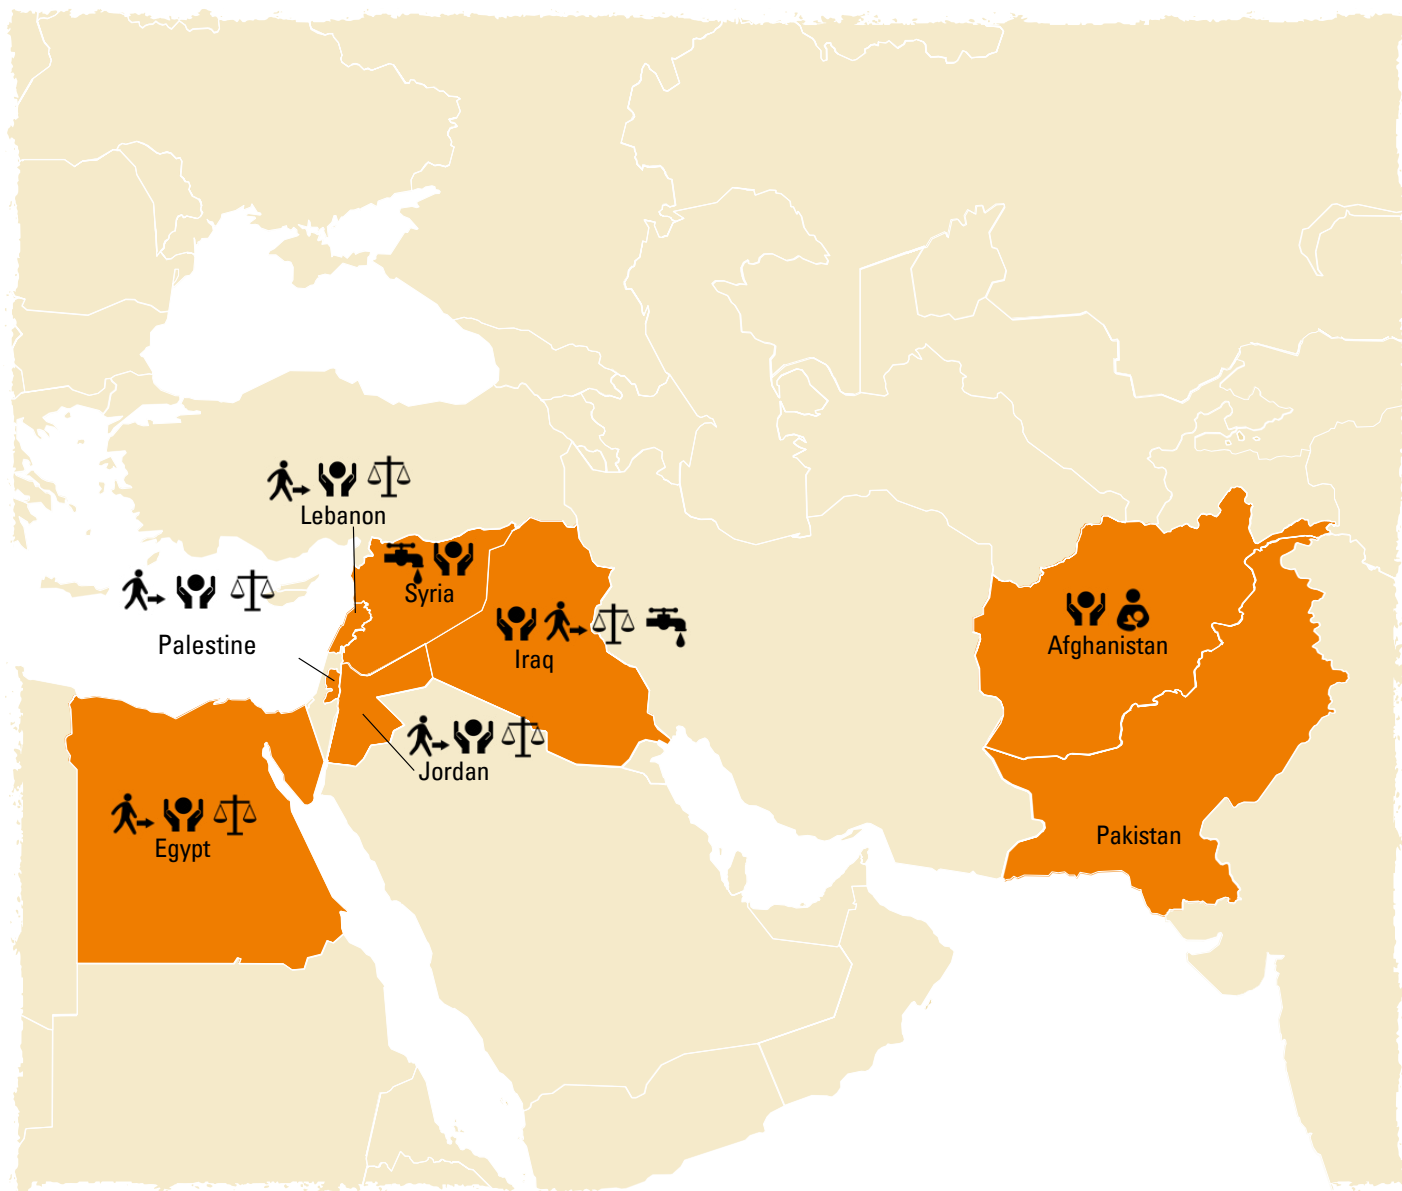 Lebanon
Syria
Palestine
Iraq
Afghanistan
Jordan
Egypt
Pakistan